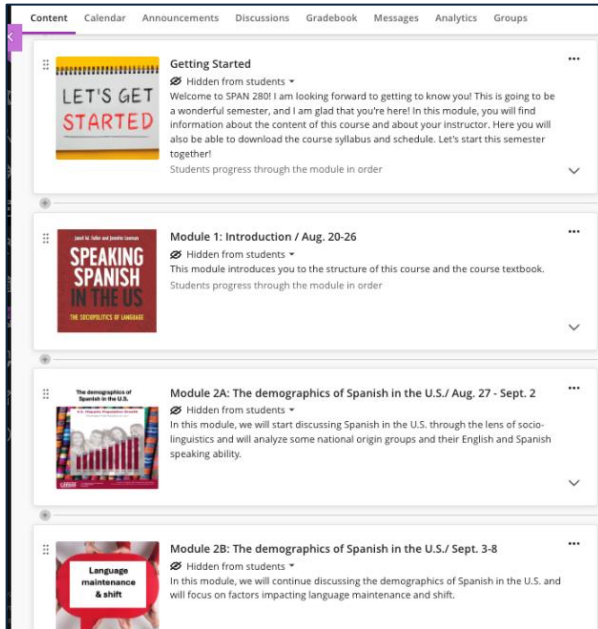 Content Calendar Announcements Discussions Gradebook Messages Analytics Groups
LET'S GET
STARTED
Getting Started
Hidden from students
Welcome to SPAN 280! I am looking forward to getting to know you! This is going to be
a wonderful semester, and I am glad that you're here! In this module, you will find
information about the content of this course and about your instructor. Here you will
also be able to download the course syllabus and schedule. Let's start this semester
together!
Students progress through the module in order
Janet M. Fuller and Jennifer Leeman
SPEAKING
SPANISH
IN THE US
THE SOCIOPOLITICS OF LANGUAGE
Module 1: Introduction / Aug. 20-26
Hidden from students
This module introduces you to the structure of this course and the course textbook.
Students progress through the module in order
The demographics of
Spanish in the U.S.
U.S. Hispanic Population Growth
Module 2A: The demographics of Spanish in the U.S./ Aug. 27 - Sept. 2
Hidden from students
In this module, we will start discussing Spanish in the U.S. through the lens of socio-
linguistics and will analyze some national origin groups and their English and Spanish
speaking ability.
Language
maintenance
& shift
Module 2B: The demographics of Spanish in the U.S./ Sept. 3-8
Hidden from students
In this module, we will continue discussing the demographics of Spanish in the U.S. and
will focus on factors impacting language maintenance and shift.